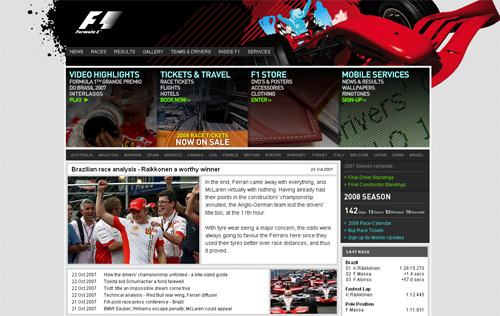 F1
Formula 1™
NEWS RACES RESULTS GALLERY TEAMS & DRIVERS INSIDE F1 SERVICES
VIDEO HIGHLIGHTS
FORMULA 1™ GRANDE PREMIO
DO BRASIL 2007
INTERLAGOS
PLAY
TICKETS & TRAVEL
RACE TICKETS
FLIGHTS
HOTELS
BOOK NOW
2008 RACE TICKETS
NOW ON SALE
F1 STORE
DVD'S & POSTERS
ACCESSORIES
CLOTHING
ENTER
MOBILE SERVICES
NEWS & RESULTS
WALLPAPERS
RINGTONES
SIGN-UP
Drivers
AUSTRALIA MALAYSIA BAHRAIN SPAIN MONACO CANADA USA FRANCE BRITAIN EUROPE HUNGARY TURKEY ITALY BELGIUM JAPAN CHINA BRAZIL
Brazilian race analysis - Raikkonen a worthy winner 23 Oct 2007
In the end, Ferrari came away with everything, and
McLaren virtually with nothing. Having already had
their points in the constructors' championship
annulled, the Anglo-German team lost the drivers'
title too, at the 11th hour.
With tyre wear being a major concern, the odds were
always going to favour the Ferraris here since they
used their tyres better over race distances, and thus
it proved...
22 Oct 2007 How the drivers' championship unfolded - a bite-sized guide
22 Oct 2007 Toyota bid Schumacher a fond farewell
22 Oct 2007 Todt: title an impossible dream come true
22 Oct 2007 Technical analysis - Red Bull rear wing, Ferrari diffuser
21 Oct 2007 FIA post-race press conference - Brazil
21 Oct 2007 BMW Sauber, Williams escape penalty, McLaren could appeal
2007 Season complete
Final Driver Standings
Final Constructor Standings
2008 SEASON
142 Days 13 Hours 53 Minutes 18 Seconds
2008 Race Calendar
Buy Race Tickets
Sign up for Mobile Updates
LAST RACE
Brazil
01 K.Räikkönen 1:28:15.270
02 F.Massa +1.4 secs
03 F.Alonso +57.0 secs
Fastest Lap
K.Räikkönen 1:12.445
Pole Position
F.Massa 1:11.931